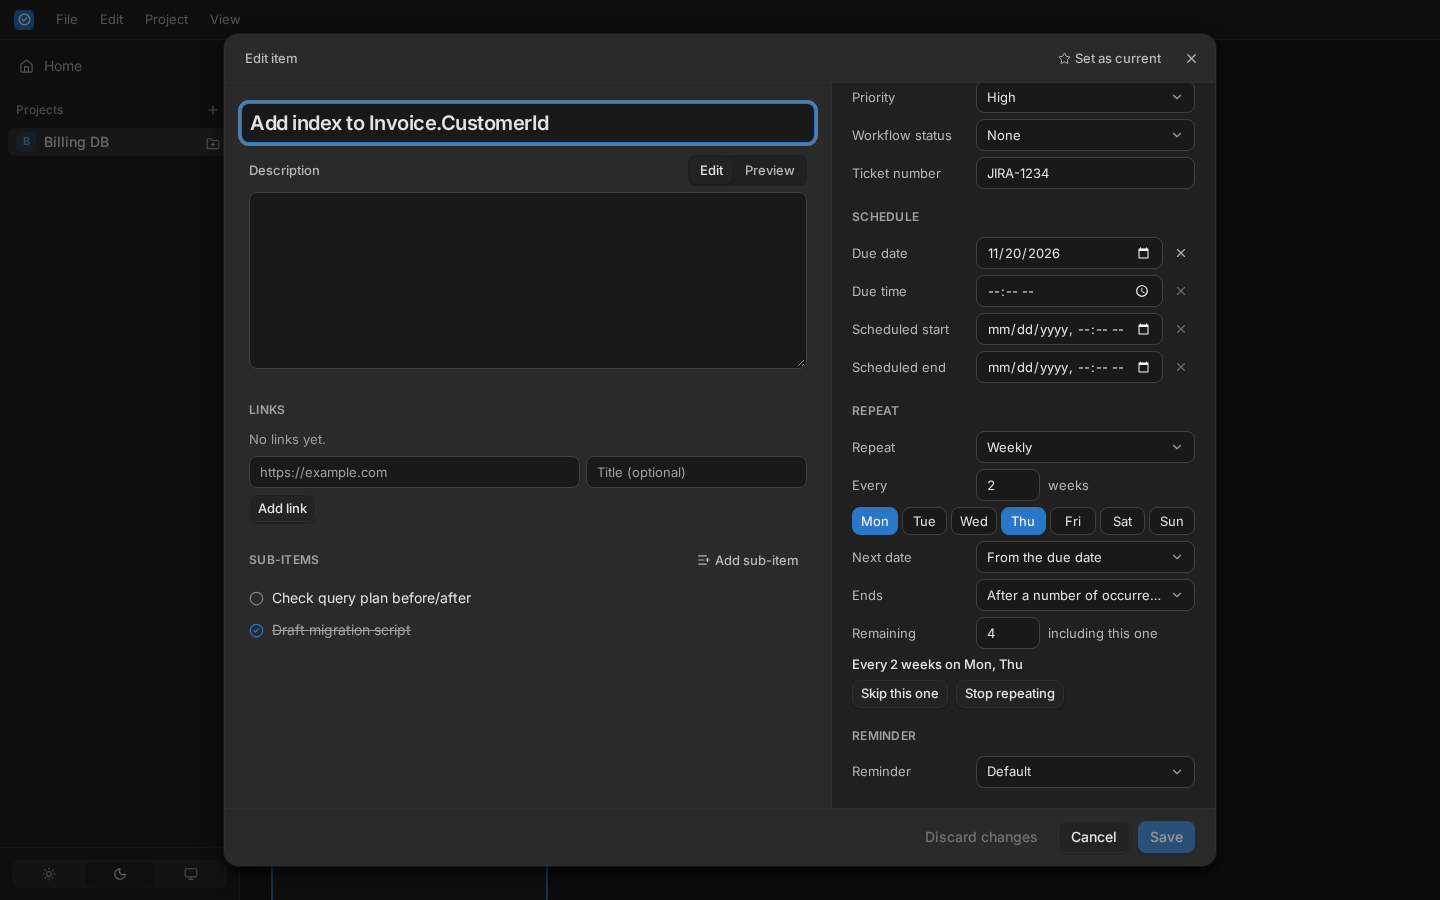 File Edit Project View
Home
Projects
B Billing DB
Edit item
Set as current
Add index to Invoice.CustomerId
Description
Edit Preview
LINKS
No links yet.
https://example.com Title (optional)
Add link
SUB-ITEMS
Add sub-item
Check query plan before/after
Draft migration script
Priority High
Workflow status None
Ticket number JIRA-1234
SCHEDULE
Due date 11/20/2026
Due time --:-- --
Scheduled start mm/dd/yyyy, --:-- --
Scheduled end mm/dd/yyyy, --:-- --
REPEAT
Repeat Weekly
Every 2 weeks
Mon Tue Wed Thu Fri Sat Sun
Next date From the due date
Ends After a number of occurre...
Remaining 4 including this one
Every 2 weeks on Mon, Thu
Skip this one Stop repeating
REMINDER
Reminder Default
Discard changes Cancel Save